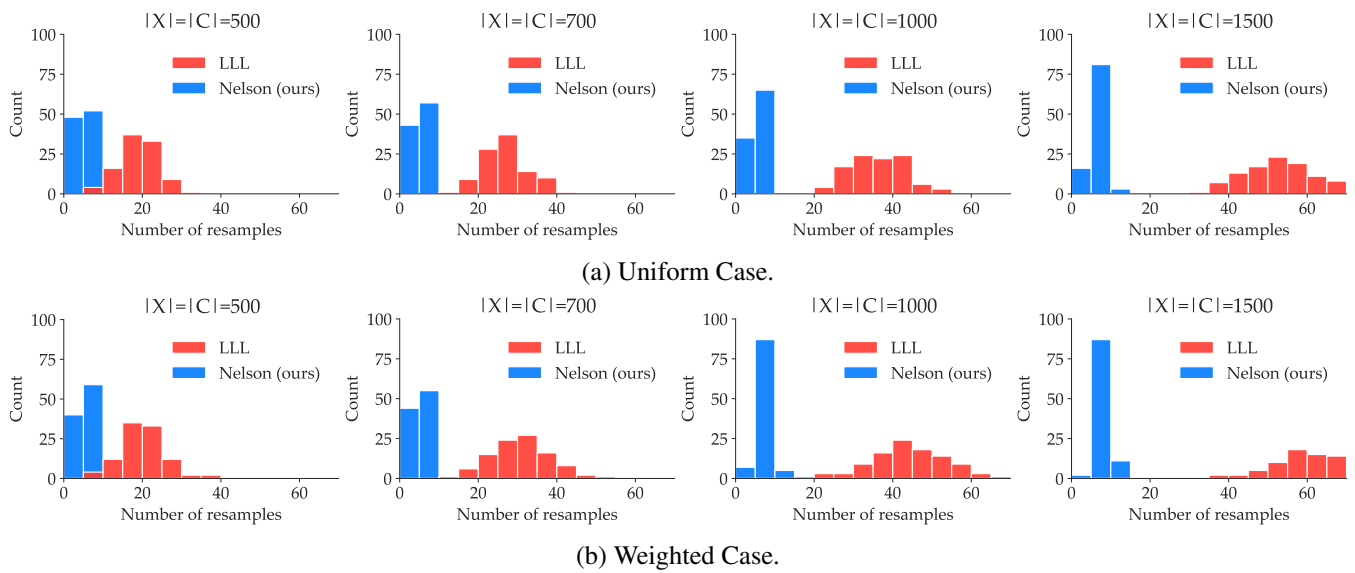 |X|=|C|=500
|X|=|C|=700
|X|=|C|=1000
|X|=|C|=1500
100
75
50
25
0
Count
LLL
Nelson (ours)
0 20 40 60
Number of resamples
100
75
50
25
0
Count
LLL
Nelson (ours)
0 20 40 60
Number of resamples
100
75
50
25
0
Count
LLL
Nelson (ours)
0 20 40 60
Number of resamples
100
75
50
25
0
Count
LLL
Nelson (ours)
0 20 40 60
Number of resamples
(a) Uniform Case.
|X|=|C|=500
|X|=|C|=700
|X|=|C|=1000
|X|=|C|=1500
100
75
50
25
0
Count
LLL
Nelson (ours)
0 20 40 60
Number of resamples
100
75
50
25
0
Count
LLL
Nelson (ours)
0 20 40 60
Number of resamples
100
75
50
25
0
Count
LLL
Nelson (ours)
0 20 40 60
Number of resamples
100
75
50
25
0
Count
LLL
Nelson (ours)
0 20 40 60
Number of resamples
(b) Weighted Case.